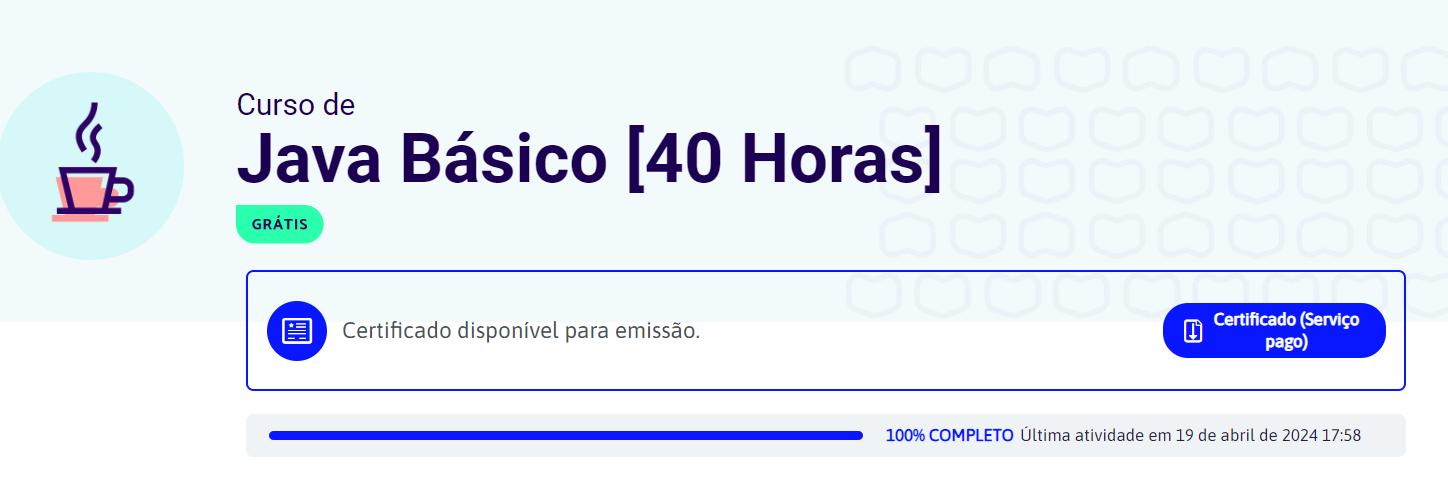 Curso de
Java Básico [40 Horas]
GRÁTIS
Certificado disponível para emissão.
Certificado (Serviço
pago)
100% COMPLETO Última atividade em 19 de abril de 2024 17:58